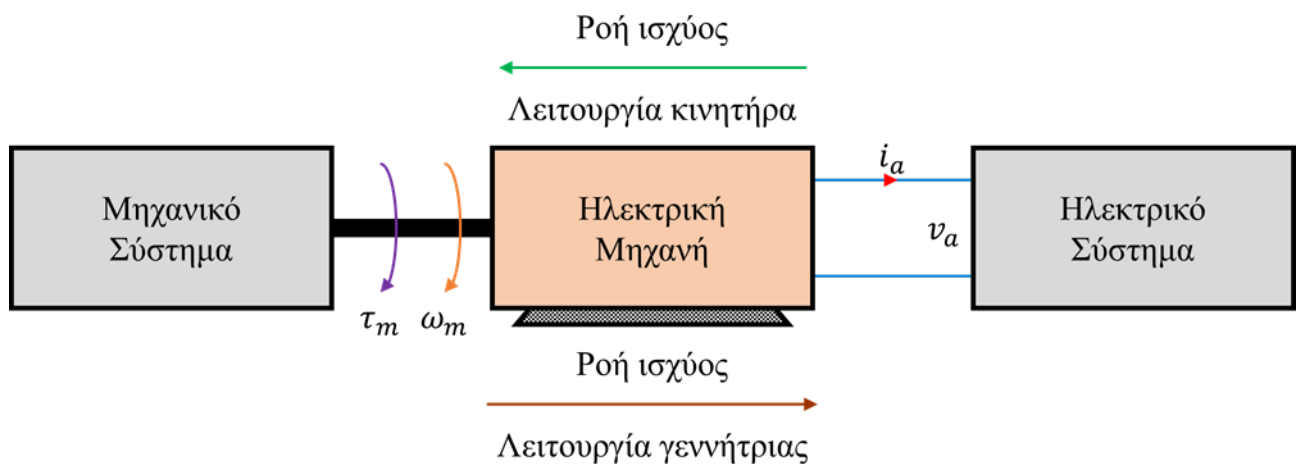 Ροή ισχύος
Λειτουργία κινητήρα
Μηχανικό
Σύστημα
τ_m
ω_m
Ηλεκτρική
Μηχανή
i_a
v_a
Ηλεκτρικό
Σύστημα
Ροή ισχύος
Λειτουργία γεννήτριας